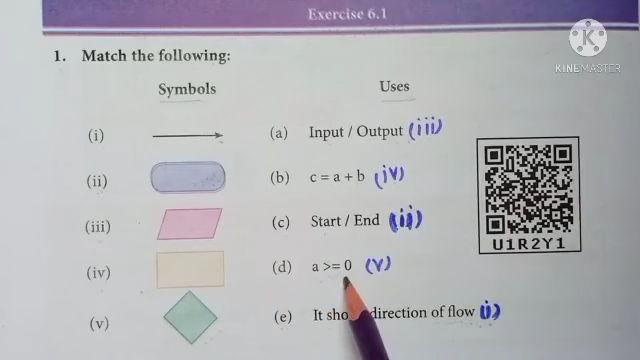 Exercise 6.1
K
KINEMASTER
1. Match the following:
Symbols Uses
(i) (a) Input / Output (iii)
(ii) (b) c = a + b (iv)
(iii) (c) Start / End (ii)
(iv) (d) a >= 0 (v)
(v) (e) It direction of flow (i)
U1R2Y1